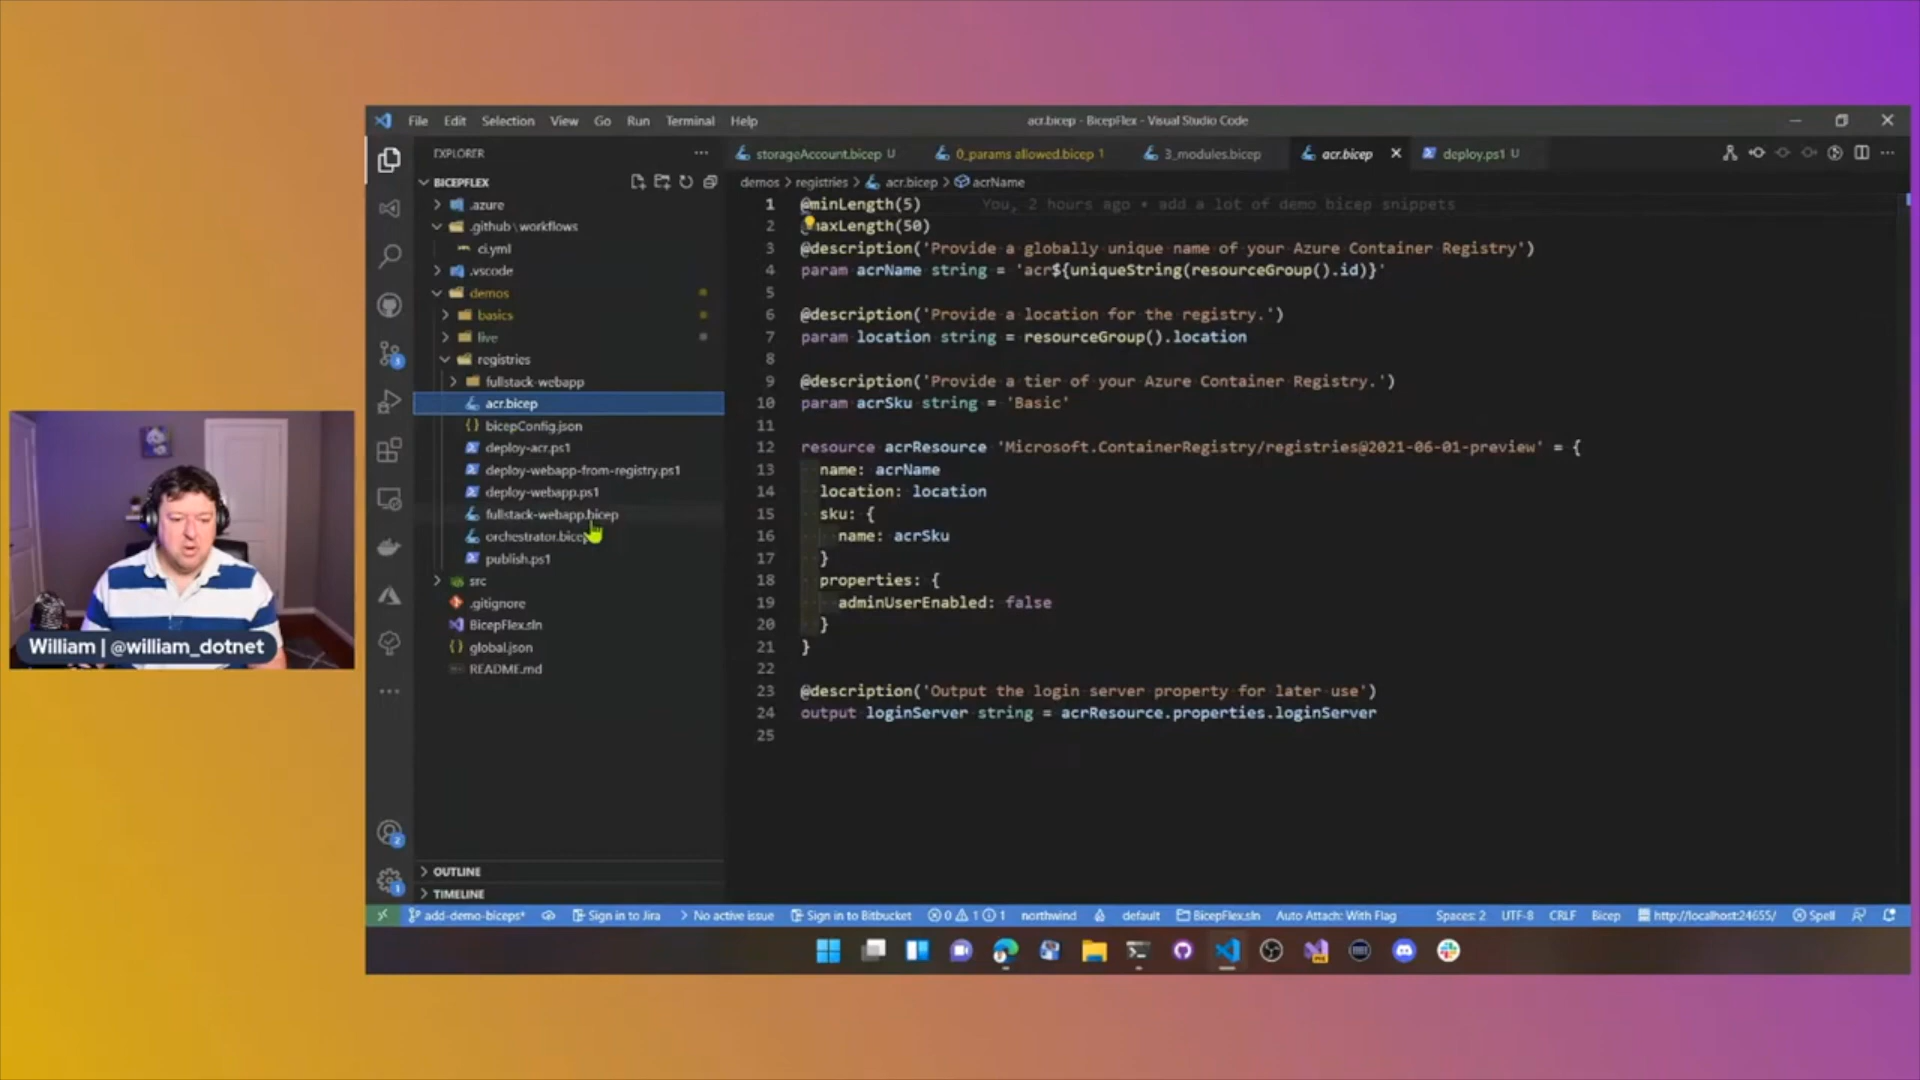 File Edit Selection View Go Run Terminal Help
acr.bicep - BicepFlex - Visual Studio Code
EXPLORER
storageAccount.bicep U
0_params allowed.bicep 1
3_modules.bicep
acr.bicep
deploy.ps1 U
BICEPFLEX
demos > registries > acr.bicep > acrName
.azure
.github\workflows
ci.yml
.vscode
demos
basics
live
registries
fullstack-webapp
acr.bicep
bicepConfig.json
deploy-acr.ps1
deploy-webapp-from-registry.ps1
deploy-webapp.ps1
fullstack-webapp.bicep
orchestrator.bicep
publish.ps1
src
.gitignore
BicepFlex.sln
global.json
README.md
OUTLINE
TIMELINE
1 @minLength(5) You, 2 hours ago • add a lot of demo bicep snippets
2 @maxLength(50)
3 @description('Provide a globally unique name of your Azure Container Registry')
4 param acrName string = 'acr${uniqueString(resourceGroup().id)}'
5
6 @description('Provide a location for the registry.')
7 param location string = resourceGroup().location
8
9 @description('Provide a tier of your Azure Container Registry.')
10 param acrSku string = 'Basic'
11
12 resource acrResource 'Microsoft.ContainerRegistry/registries@2021-06-01-preview' = {
13 name: acrName
14 location: location
15 sku: {
16 name: acrSku
17 }
18 properties: {
19 adminUserEnabled: false
20 }
21 }
22
23 @description('Output the login server property for later use')
24 output loginServer string = acrResource.properties.loginServer
25
William | @william_dotnet
add-demo-biceps* Sign in to Jira No active issue Sign in to Bitbucket 0 1 1 northwind default BicepFlex.sln Auto Attach: With Flag Spaces: 2 UTF-8 CRLF Bicep http://localhost:24655/ Spell